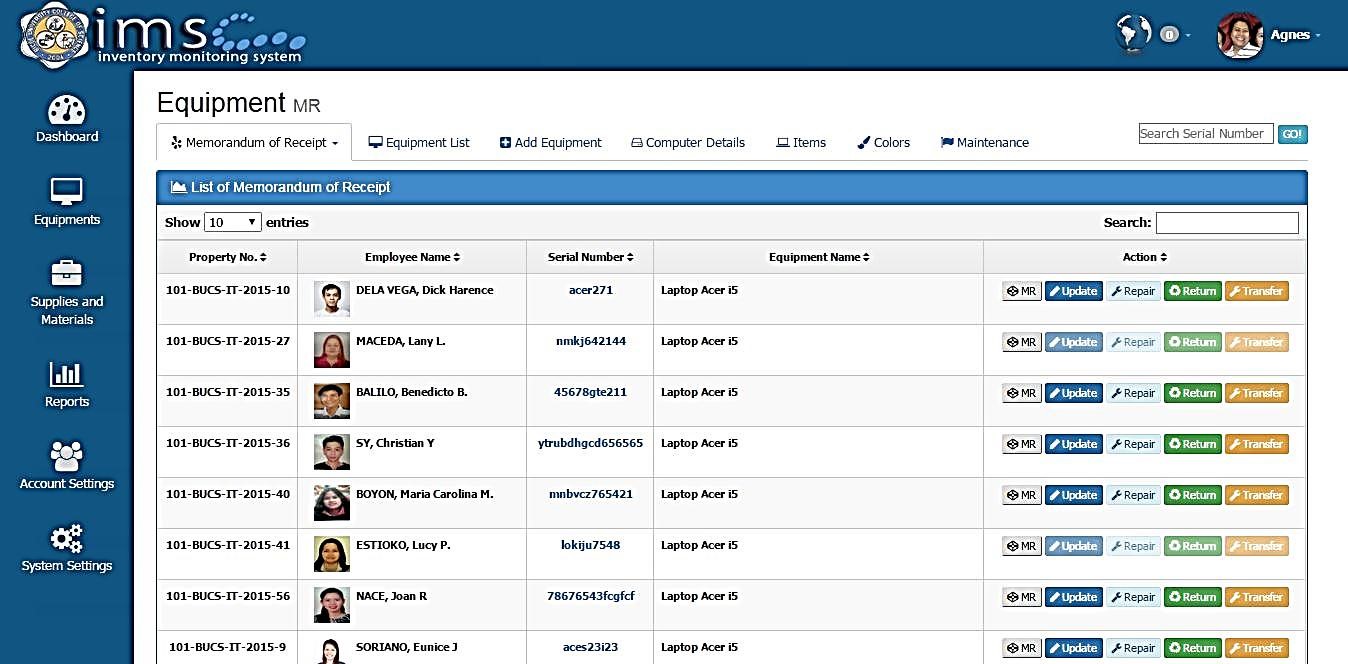 ims
inventory monitoring system
0
Agnes
Dashboard
Equipments
Supplies and
Materials
Reports
Account Settings
System Settings
Equipment MR
Memorandum of Receipt
Equipment List
Add Equipment
Computer Details
Items
Colors
Maintenance
Search Serial Number
GO!
List of Memorandum of Receipt
Show 10 entries
Search:
Property No. Employee Name Serial Number Equipment Name Action
101-BUCS-IT-2015-10 DELA VEGA, Dick Harence acer271 Laptop Acer i5 MR Update Repair Return Transfer
101-BUCS-IT-2015-27 MACEDA, Lany L. nmkj642144 Laptop Acer i5 MR Update Repair Return Transfer
101-BUCS-IT-2015-35 BALILO, Benedicto B. 45678gte211 Laptop Acer i5 MR Update Repair Return Transfer
101-BUCS-IT-2015-36 SY, Christian Y ytrubdhgcd656565 Laptop Acer i5 MR Update Repair Return Transfer
101-BUCS-IT-2015-40 BOYON, Maria Carolina M. mnbvcz765421 Laptop Acer i5 MR Update Repair Return Transfer
101-BUCS-IT-2015-41 ESTIOKO, Lucy P. lokiju7548 Laptop Acer i5 MR Update Repair Return Transfer
101-BUCS-IT-2015-56 NACE, Joan R 78676543fcgfcf Laptop Acer i5 MR Update Repair Return Transfer
101-BUCS-IT-2015-9 SORIANO, Eunice J aces23i23 Laptop Acer i5 MR Update Repair Return Transfer